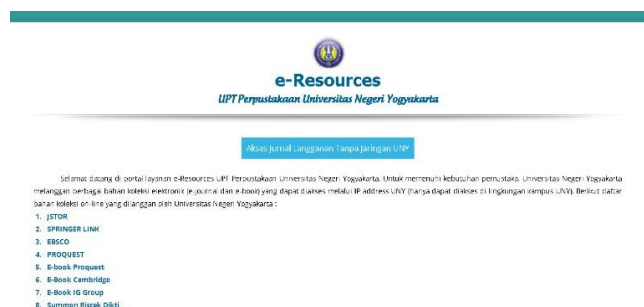 e-Resources
UPT Perpustakaan Universitas Negeri Yogyakarta
Akses Jurnal Langganan Tanpa Jaringan UNY
Selamat datang di portal layanan e-Resources UPT Perpustakaan Universitas Negeri Yogyakarta. Untuk memenuhi kebutuhan pemustaka, Universitas Negeri Yogyakarta
melanggan berbagai bahan koleksi elektronik (e-journal dan e-book) yang dapat diakses melalui IP address UNY (hanya dapat diakses di lingkungan kampus UNY). Berikut daftar
bahan koleksi on-line yang dilanggan oleh Universitas Negeri Yogyakarta :
1. JSTOR
2. SPRINGER LINK
3. EBSCO
4. PROQUEST
5. E-book Proquest
6. E-Book Cambridge
7. E-Book IG Group
8. Summon Ristek Dikti